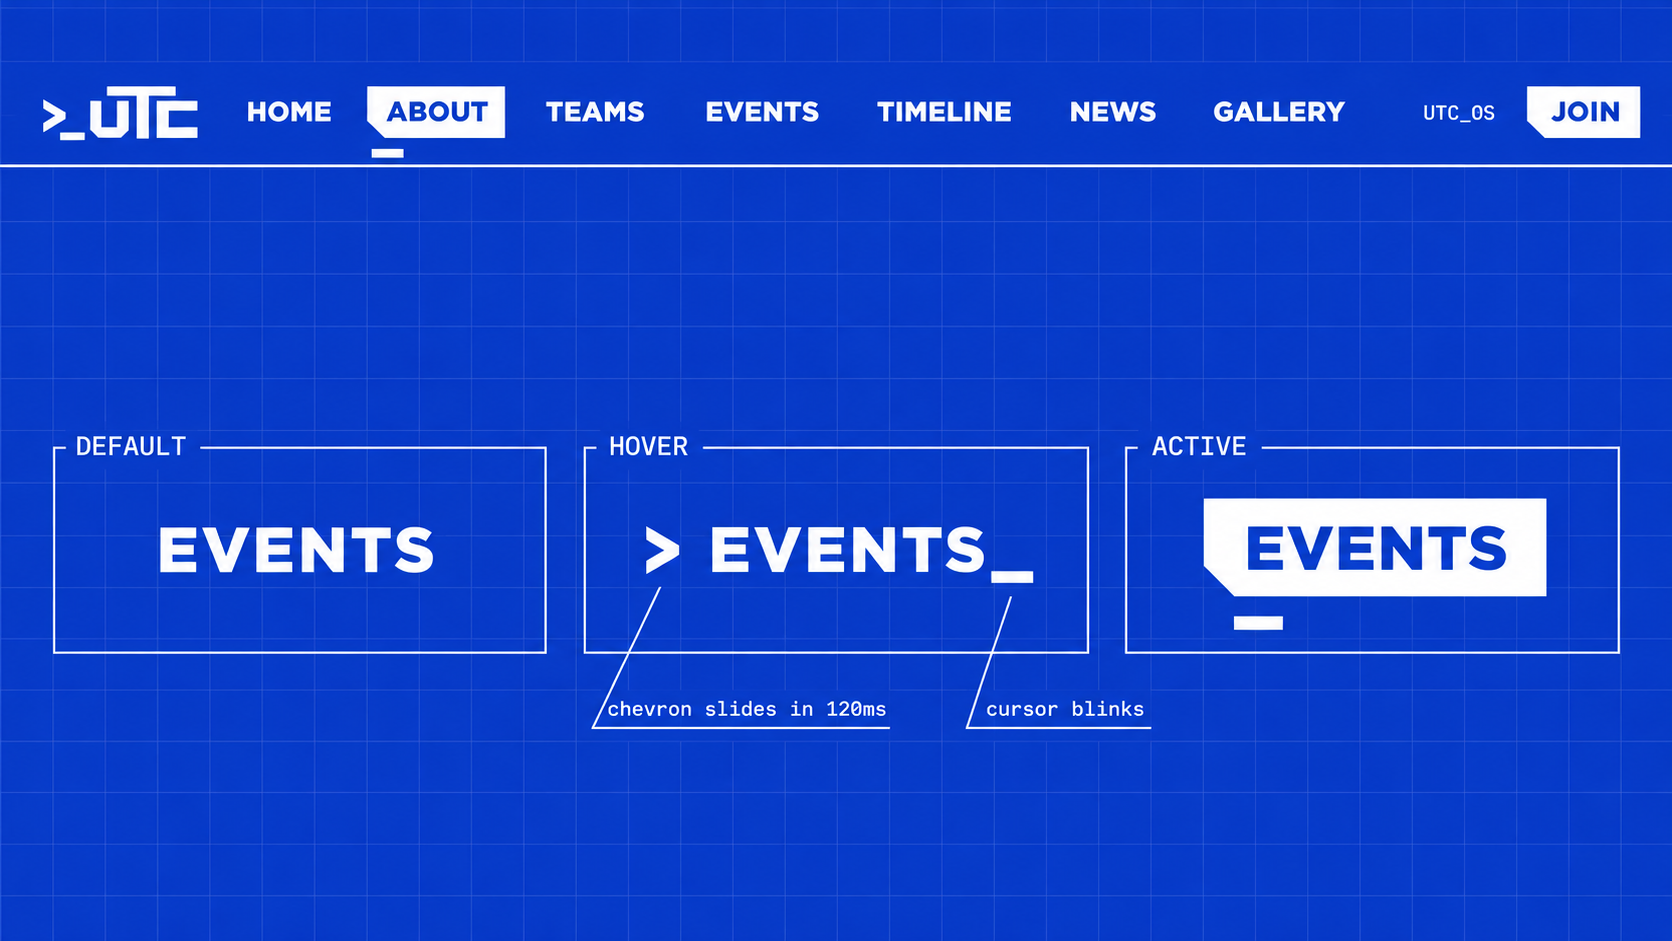 >_UTC HOME ABOUT TEAMS EVENTS TIMELINE NEWS GALLERY UTC_OS JOIN
DEFAULT
EVENTS
HOVER
> EVENTS_
chevron slides in 120ms
cursor blinks
ACTIVE
EVENTS